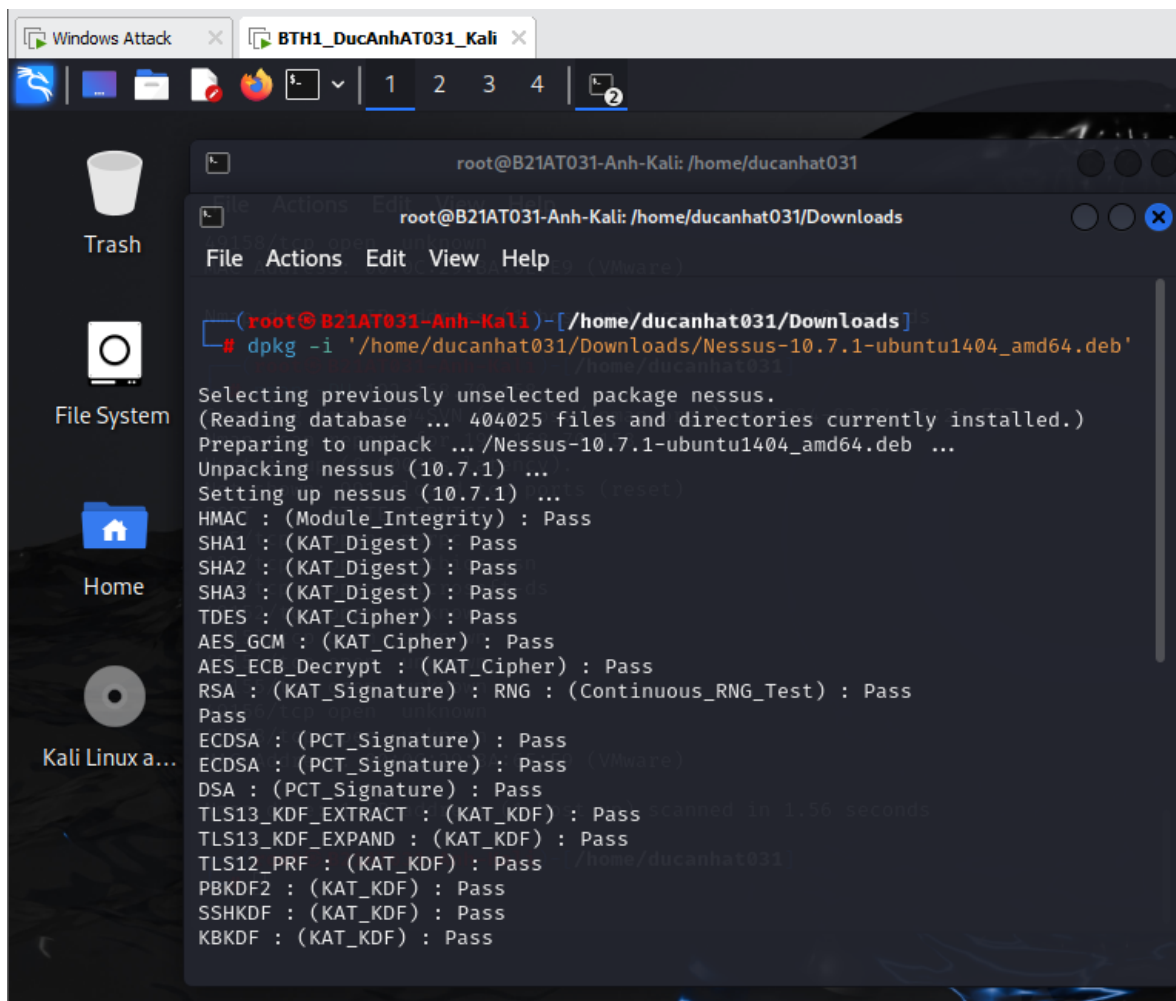 Windows Attack
BTH1_DucAnhAT031_Kali
1 2 3 4
2
root@B21AT031-Anh-Kali: /home/ducanhat031
root@B21AT031-Anh-Kali: /home/ducanhat031/Downloads
File Actions Edit View Help
Trash
File System
Home
Kali Linux a...
(root㉿B21AT031-Anh-Kali)-[/home/ducanhat031/Downloads]
# dpkg -i '/home/ducanhat031/Downloads/Nessus-10.7.1-ubuntu1404_amd64.deb'
Selecting previously unselected package nessus.
(Reading database ... 404025 files and directories currently installed.)
Preparing to unpack .../Nessus-10.7.1-ubuntu1404_amd64.deb ...
Unpacking nessus (10.7.1) ...
Setting up nessus (10.7.1) ...
HMAC : (Module_Integrity) : Pass
SHA1 : (KAT_Digest) : Pass
SHA2 : (KAT_Digest) : Pass
SHA3 : (KAT_Digest) : Pass
TDES : (KAT_Cipher) : Pass
AES_GCM : (KAT_Cipher) : Pass
AES_ECB_Decrypt : (KAT_Cipher) : Pass
RSA : (KAT_Signature) : RNG : (Continuous_RNG_Test) : Pass
Pass
ECDSA : (PCT_Signature) : Pass
ECDSA : (PCT_Signature) : Pass
DSA : (PCT_Signature) : Pass
TLS13_KDF_EXTRACT : (KAT_KDF) : Pass
TLS13_KDF_EXPAND : (KAT_KDF) : Pass
TLS12_PRF : (KAT_KDF) : Pass
PBKDF2 : (KAT_KDF) : Pass
SSHKDF : (KAT_KDF) : Pass
KBKDF : (KAT_KDF) : Pass